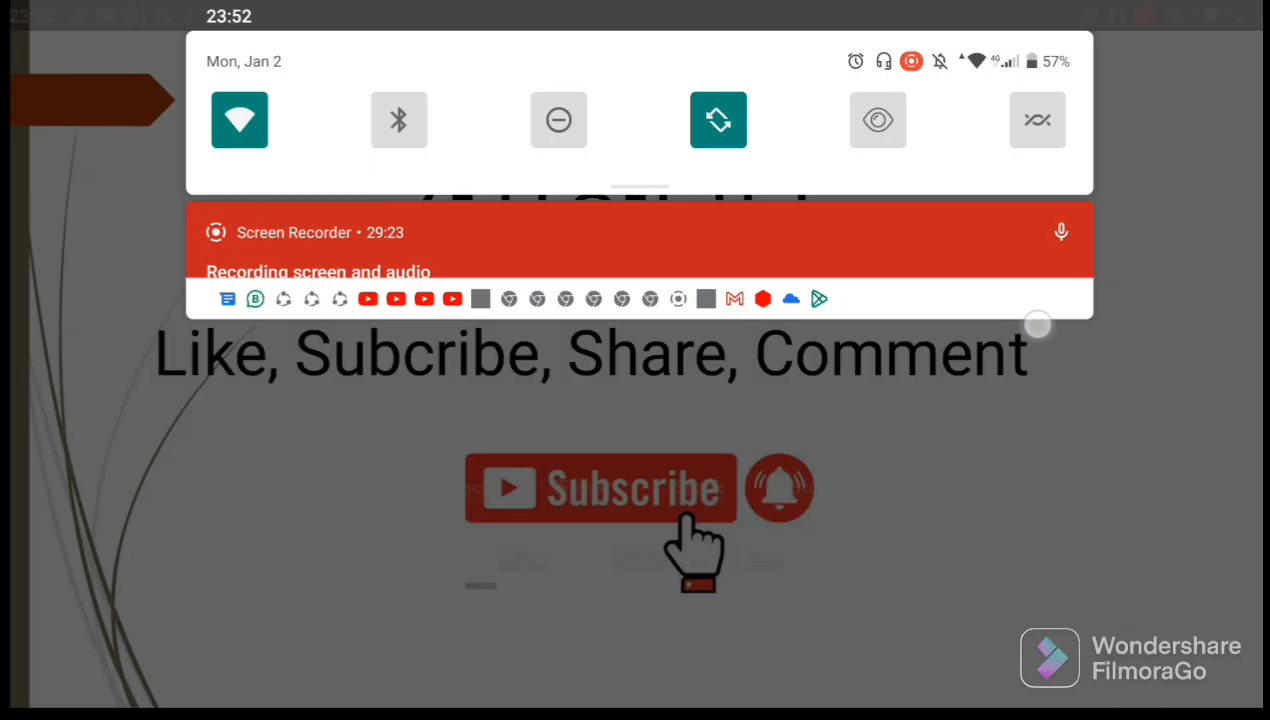 23:52
Mon, Jan 2
4G
57%
Screen Recorder • 29:23
Recording screen and audio
B
Like, Subcribe, Share, Comment
Subscribe
Wondershare
FilmoraGo